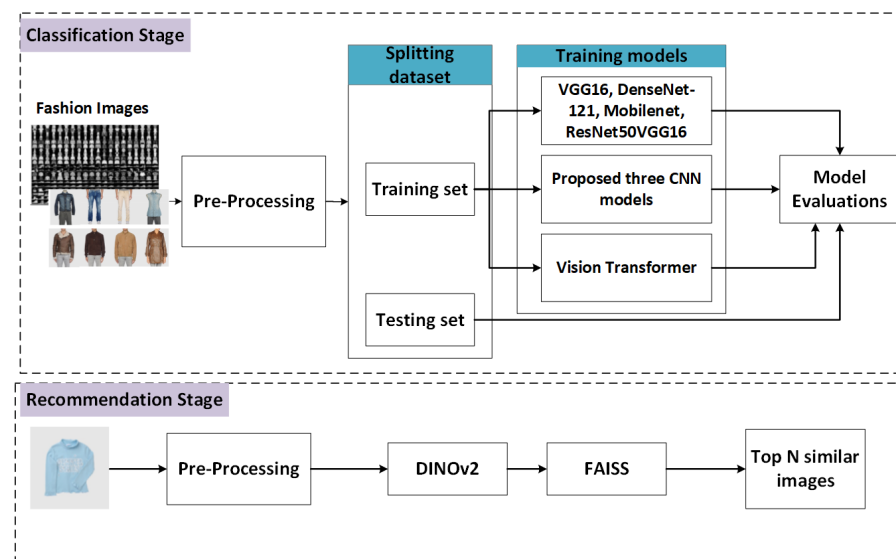 Classification Stage
Fashion Images
Pre-Processing
Splitting
dataset
Training set
Testing set
Training models
VGG16, DenseNet-
121, Mobilenet,
ResNet50VGG16
Proposed three CNN
models
Vision Transformer
Model
Evaluations
Recommendation Stage
Pre-Processing
DINOv2
FAISS
Top N similar
images